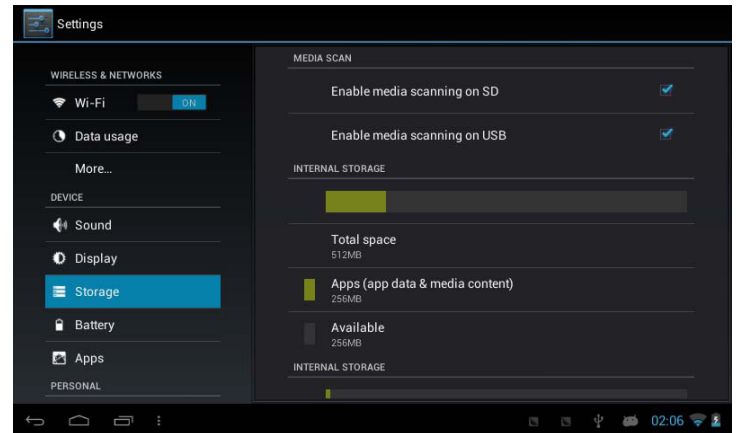 Settings
WIRELESS & NETWORKS
Wi-Fi ON
Data usage
More...
DEVICE
Sound
Display
Storage
Battery
Apps
PERSONAL
MEDIA SCAN
Enable media scanning on SD
Enable media scanning on USB
INTERNAL STORAGE
Total space
512MB
Apps (app data & media content)
256MB
Available
256MB
INTERNAL STORAGE
02:06